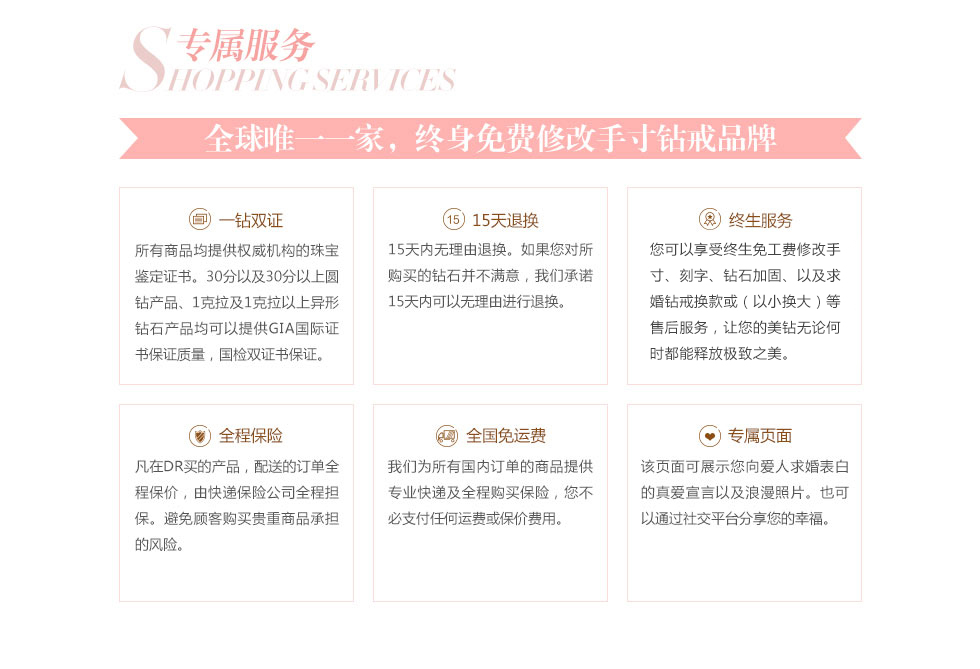 专属服务
SHOPPING SERVICES
全球唯一一家，终身免费修改手寸钻戒品牌
一钻双证
所有商品均提供权威机构的珠宝
鉴定证书。30分以及30分以上圆
钻产品、1克拉及1克拉以上异形
钻石产品均可以提供GIA国际证
书保证质量，国检双证书保证。
15 15天退换
15天内无理由退换。如果您对所
购买的钻石并不满意，我们承诺
15天内可以无理由进行退换。
终生服务
您可以享受终生免工费修改手
寸、刻字、钻石加固、以及求
婚钻戒换款或（以小换大）等
售后服务，让您的美钻无论何
时都能释放极致之美。
全程保险
凡在DR买的产品，配送的订单全
程保价，由快递保险公司全程担
保。避免顾客购买贵重商品承担
的风险。
全国免运费
我们为所有国内订单的商品提供
专业快递及全程购买保险，您不
必支付任何运费或保价费用。
专属页面
该页面可展示您向爱人求婚表白
的真爱宣言以及浪漫照片。也可
以通过社交平台分享您的幸福。